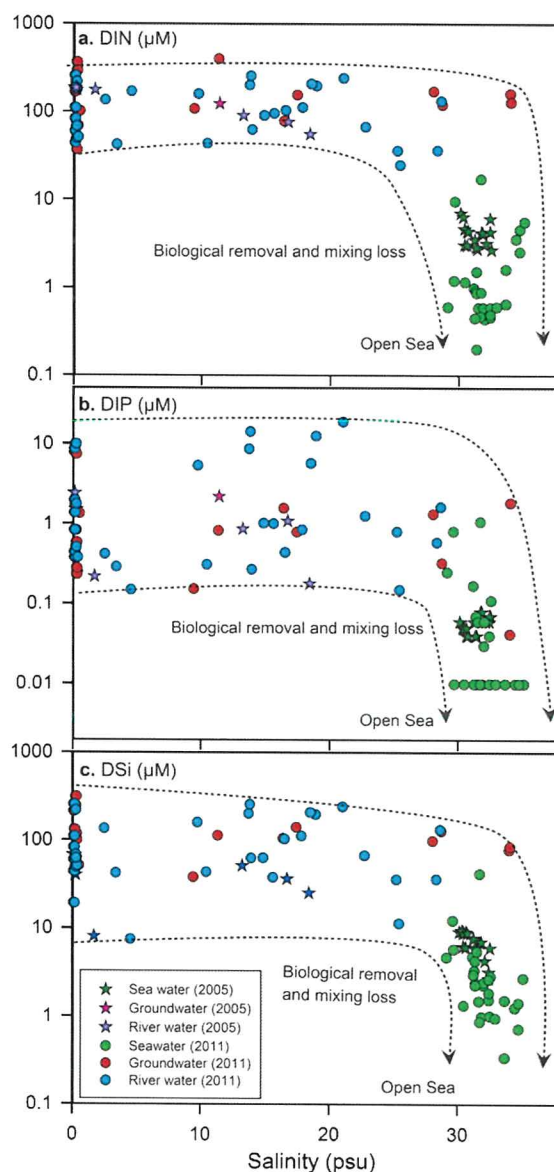 1000
a. DIN (µM)
100
10
Biological removal and mixing loss
1
Open Sea
0.1
b. DIP (µM)
10
1
0.1
Biological removal and mixing loss
0.01
Open Sea
1000
c. DSi (µM)
100
10
Biological removal
and mixing loss
Sea water (2005)
Groundwater (2005)
River water (2005)
Seawater (2011)
Groundwater (2011)
River water (2011)
1
Open Sea
0.1
0 10 20 30
Salinity (psu)